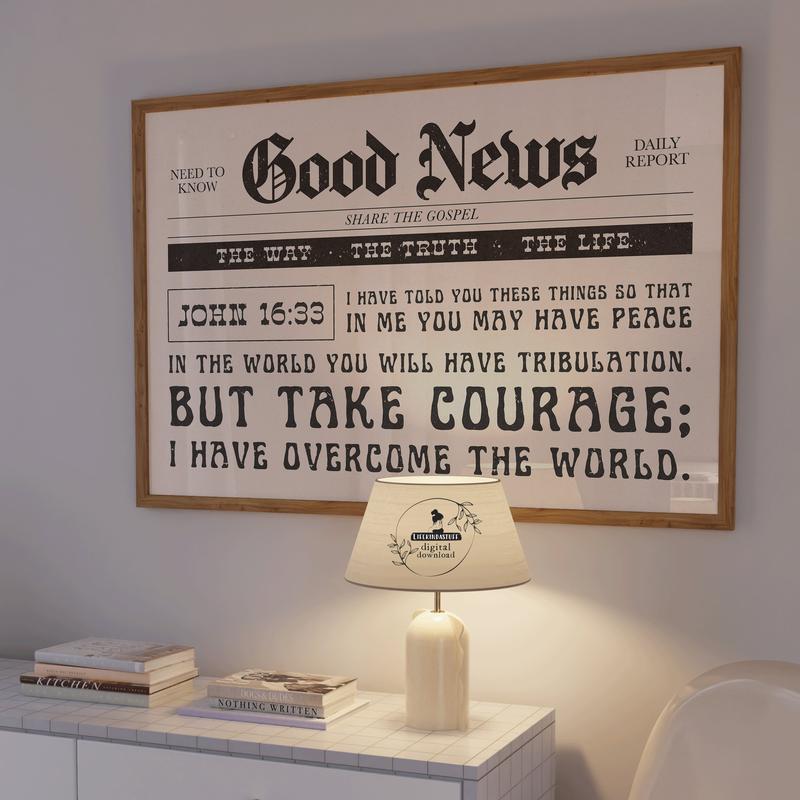 NEED TO
KNOW
Good News
DAILY
REPORT
SHARE THE GOSPEL
THE WAY · THE TRUTH · THE LIFE
JOHN 16:33
I HAVE TOLD YOU THESE THINGS SO THAT
IN ME YOU MAY HAVE PEACE
IN THE WORLD YOU WILL HAVE TRIBULATION.
BUT TAKE COURAGE;
I HAVE OVERCOME THE WORLD.
LIFEKINDASTUFF
digital
download
KITCHEN
DOGS & DUDES
NOTHING WRITTEN